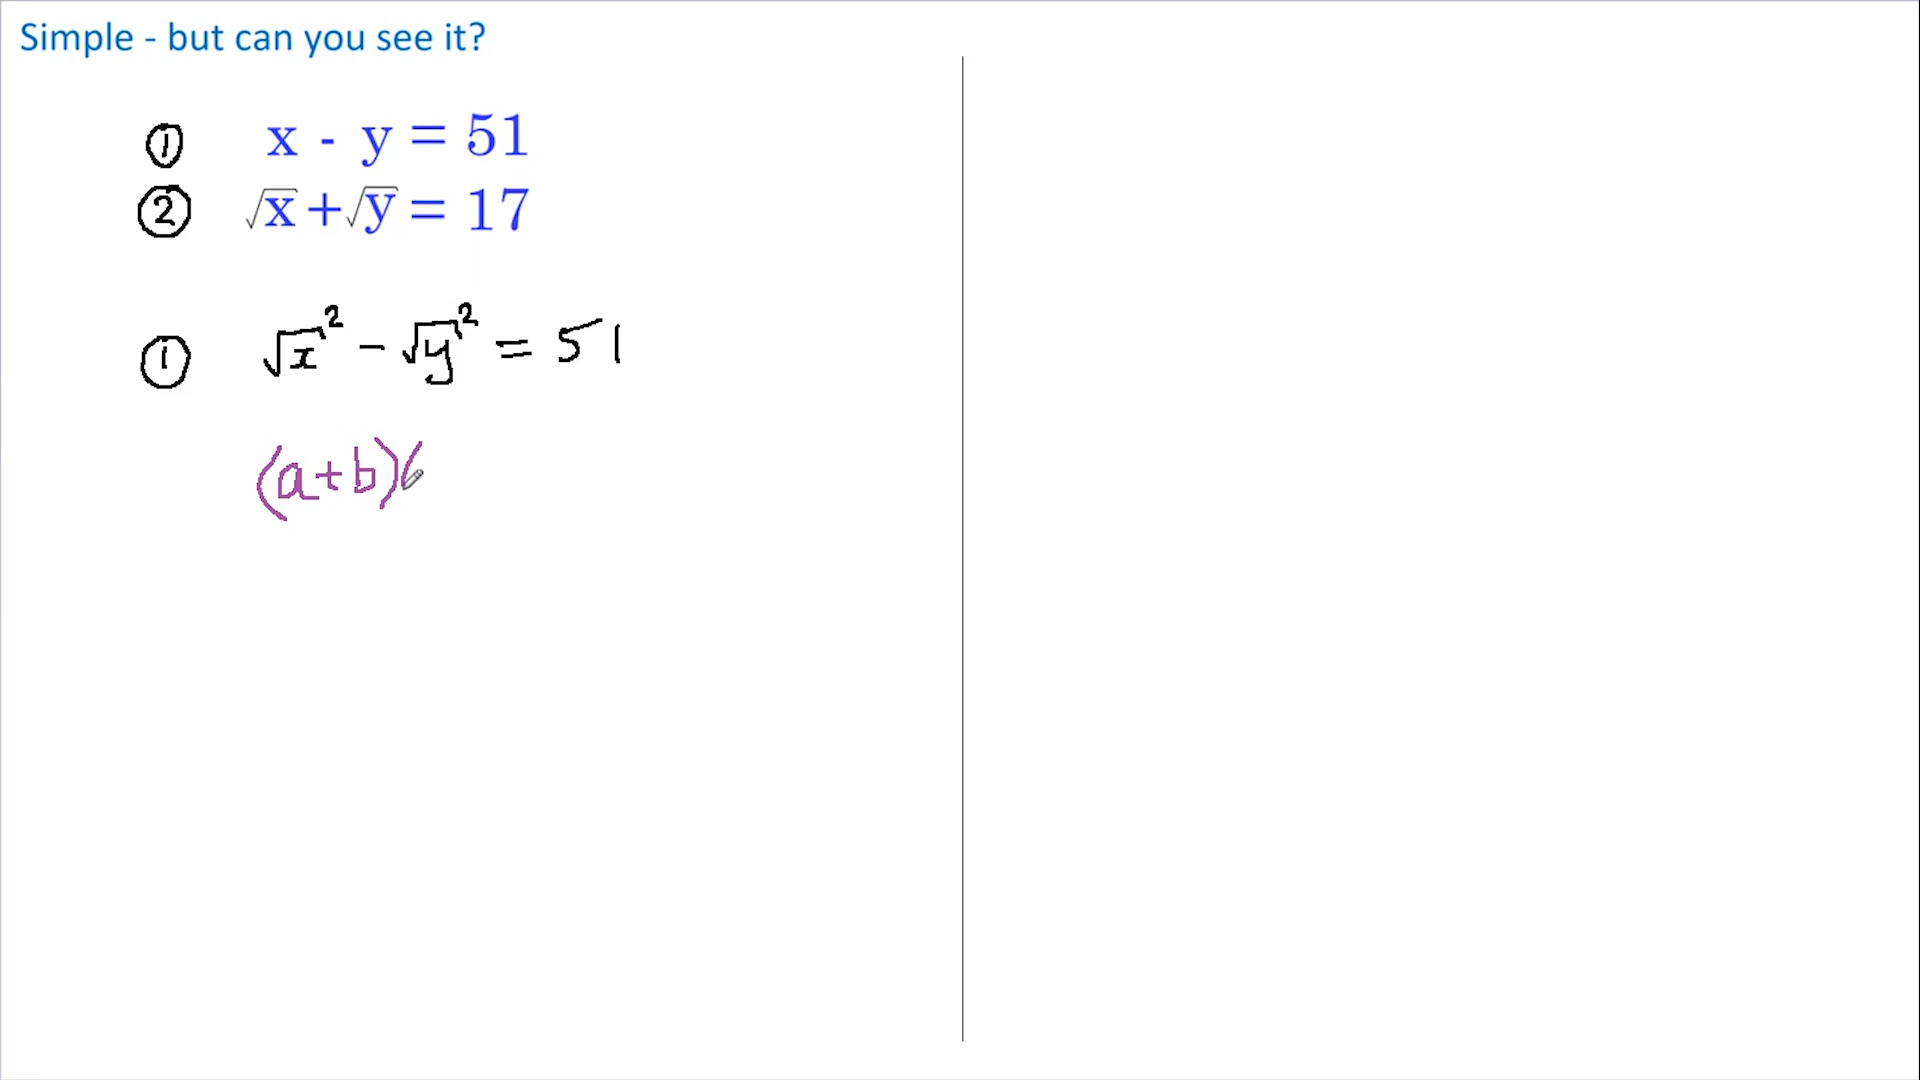 Simple - but can you see it?
① x - y = 51
② √x + √y = 17
① √x² - √y² = 51
(a+b)(